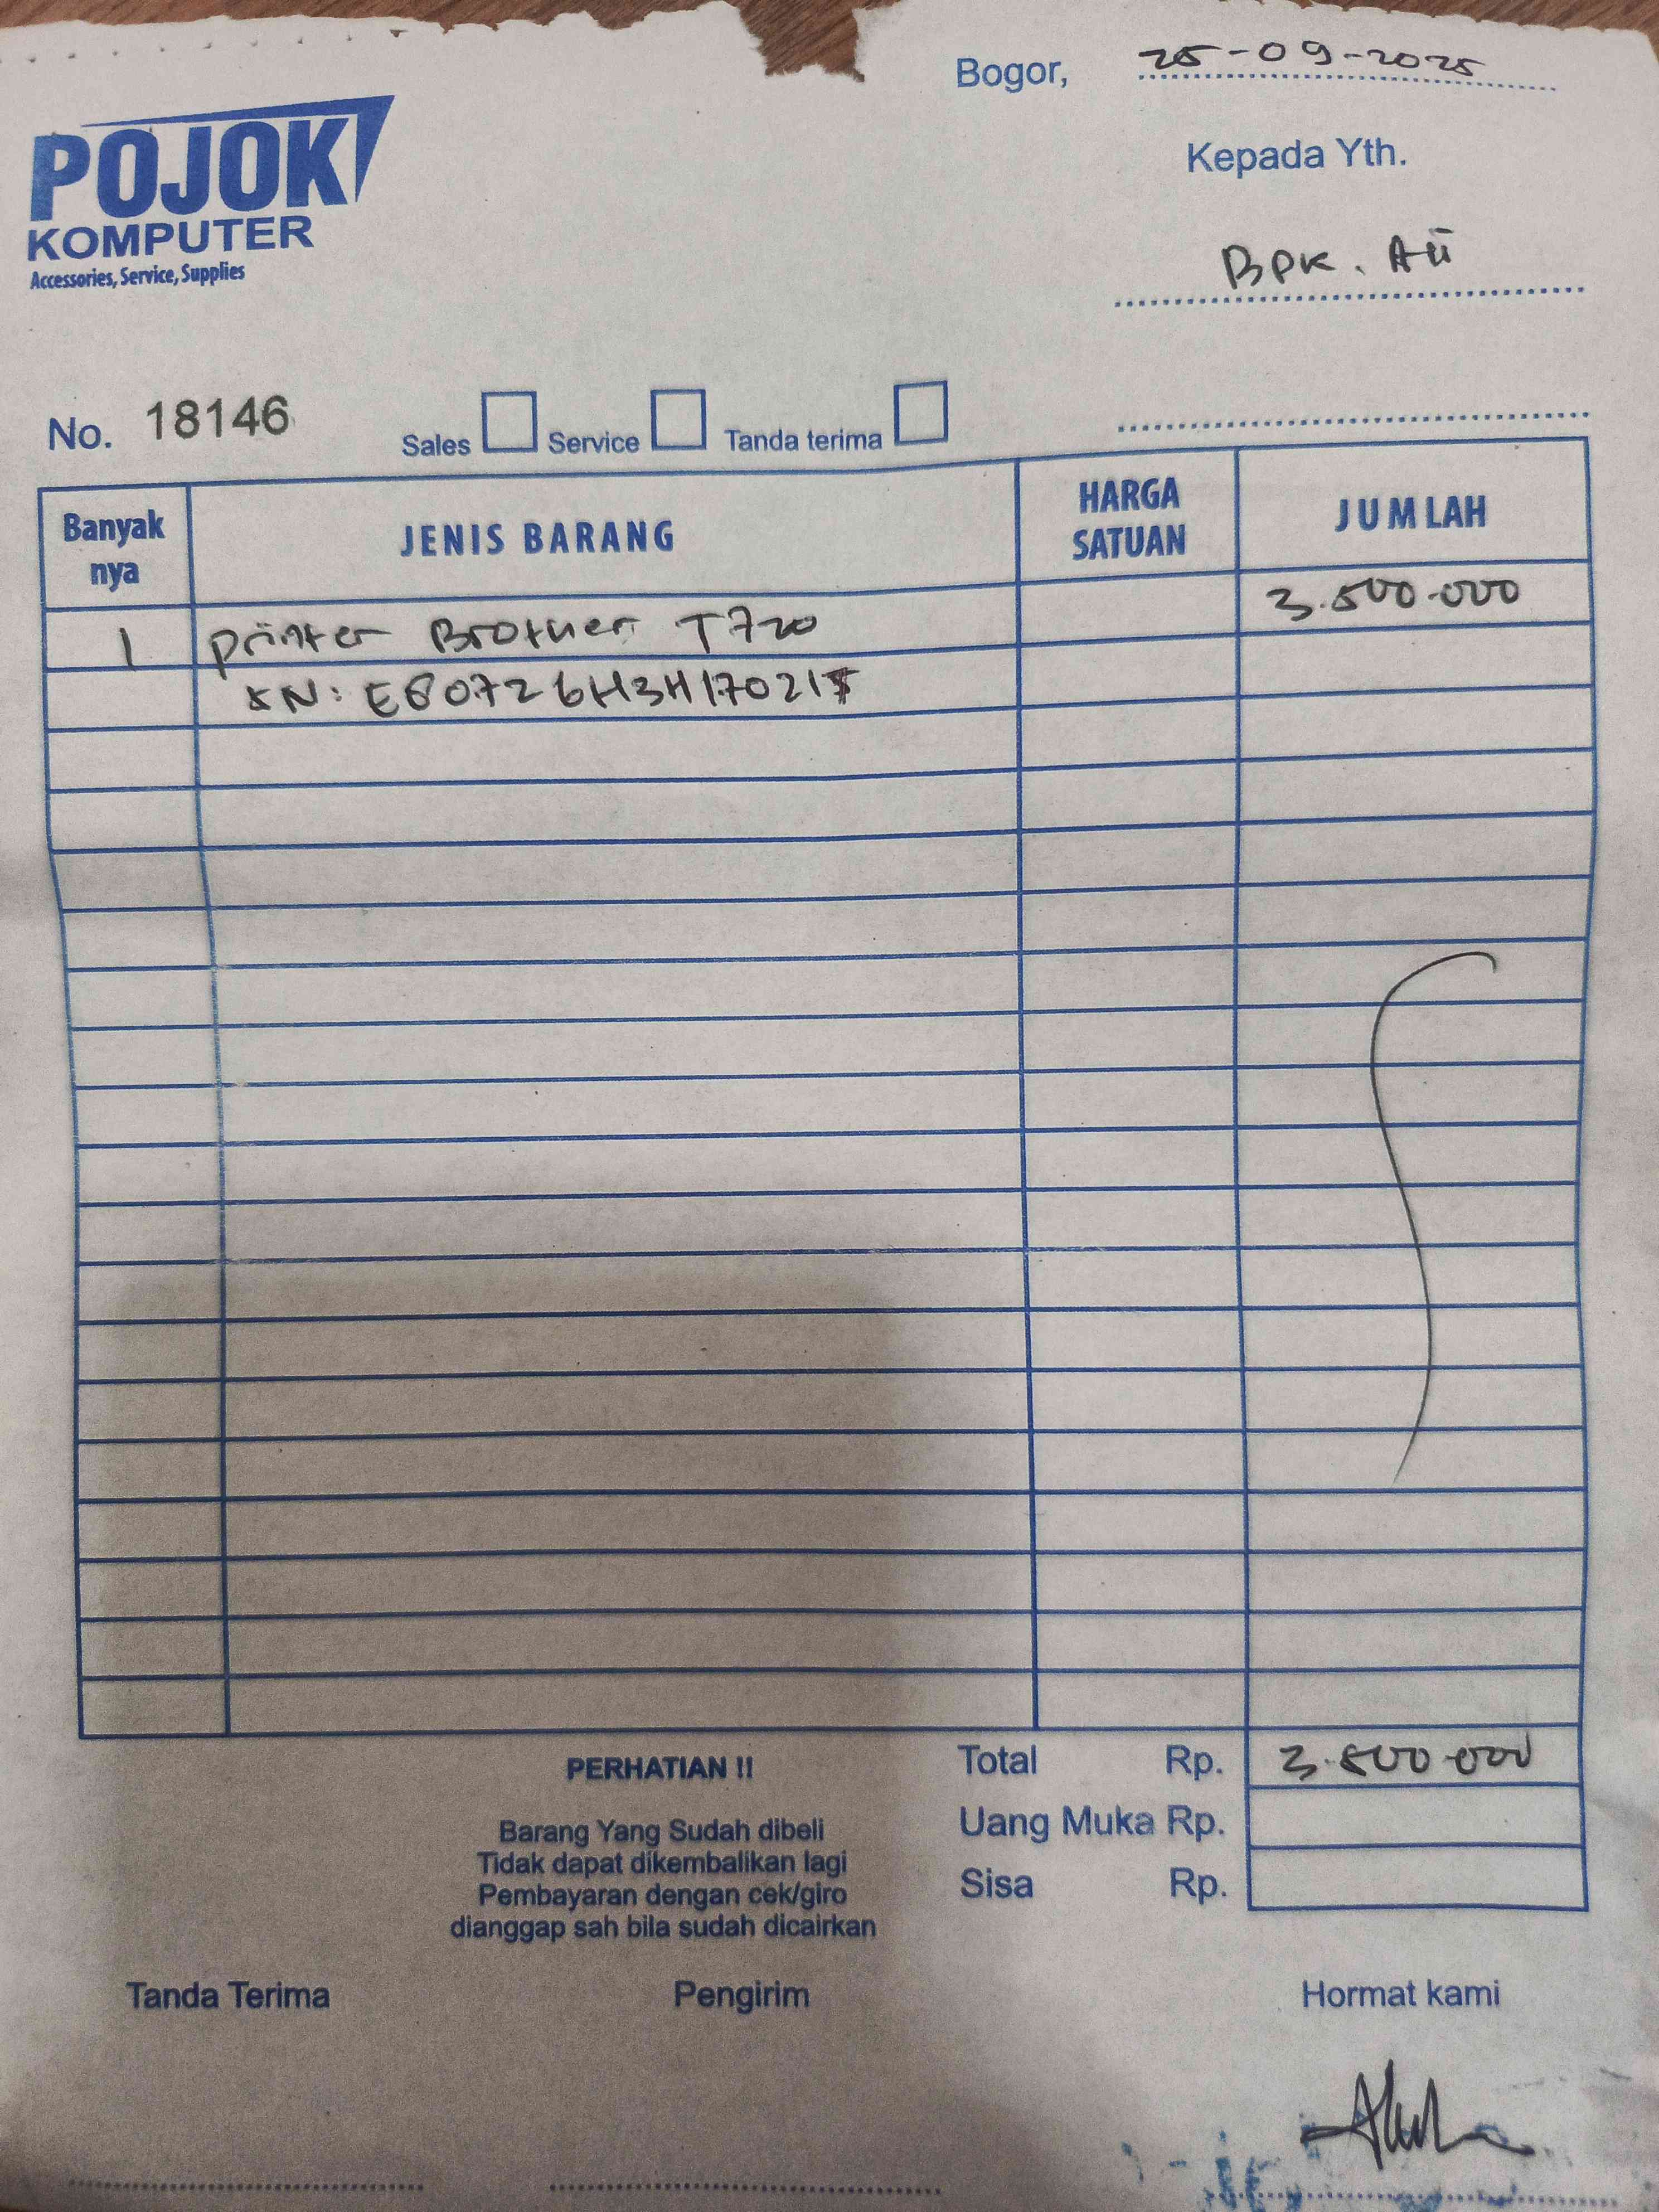 POJOK
KOMPUTER
Accessories, Service, Supplies
Bogor, 25-09-2025
Kepada Yth.
BPK. Ali
No. 18146
Sales Service Tanda terima
Banyak nya JENIS BARANG HARGA SATUAN JUMLAH
1 printer Brother T720 3.500.000
SN: E80726H3H170215
PERHATIAN !!
Barang Yang Sudah dibeli
Tidak dapat dikembalikan lagi
Pembayaran dengan cek/giro
dianggap sah bila sudah dicairkan
Total Rp. 3.500.000
Uang Muka Rp.
Sisa Rp.
Tanda Terima Pengirim Hormat kami